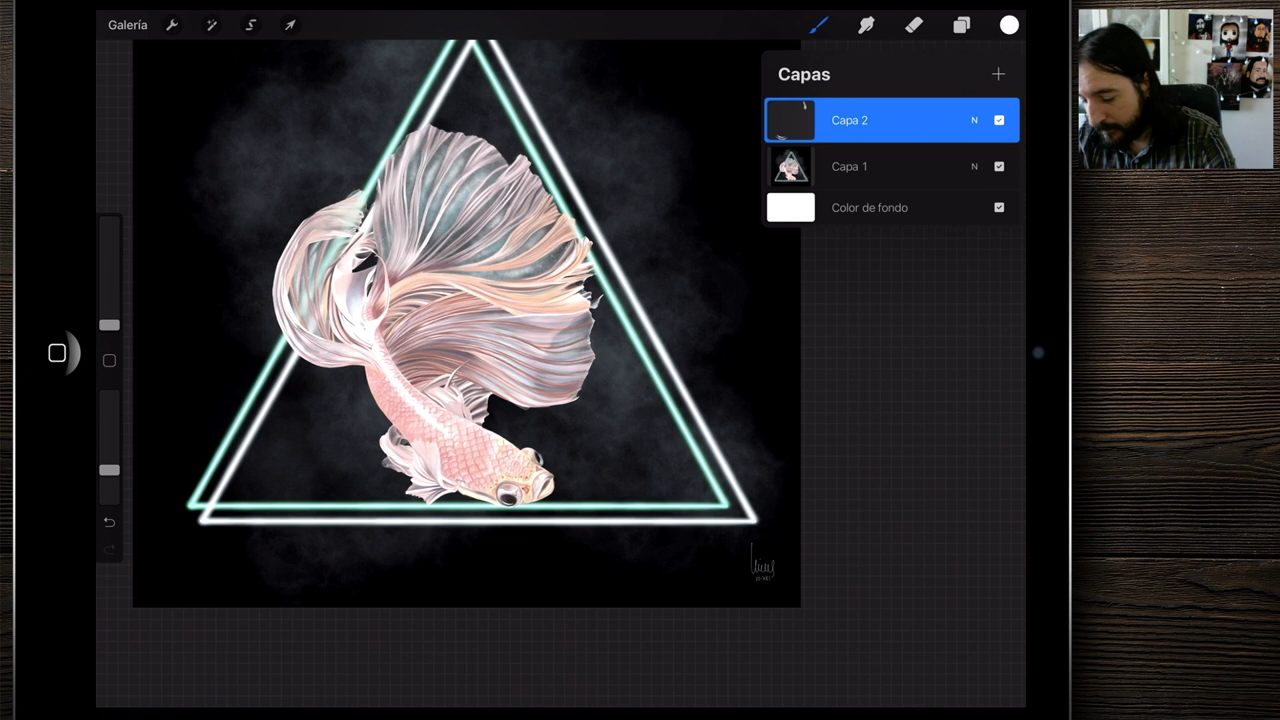 Galería
Capas
Capa 2 N
Capa 1 N
Color de fondo